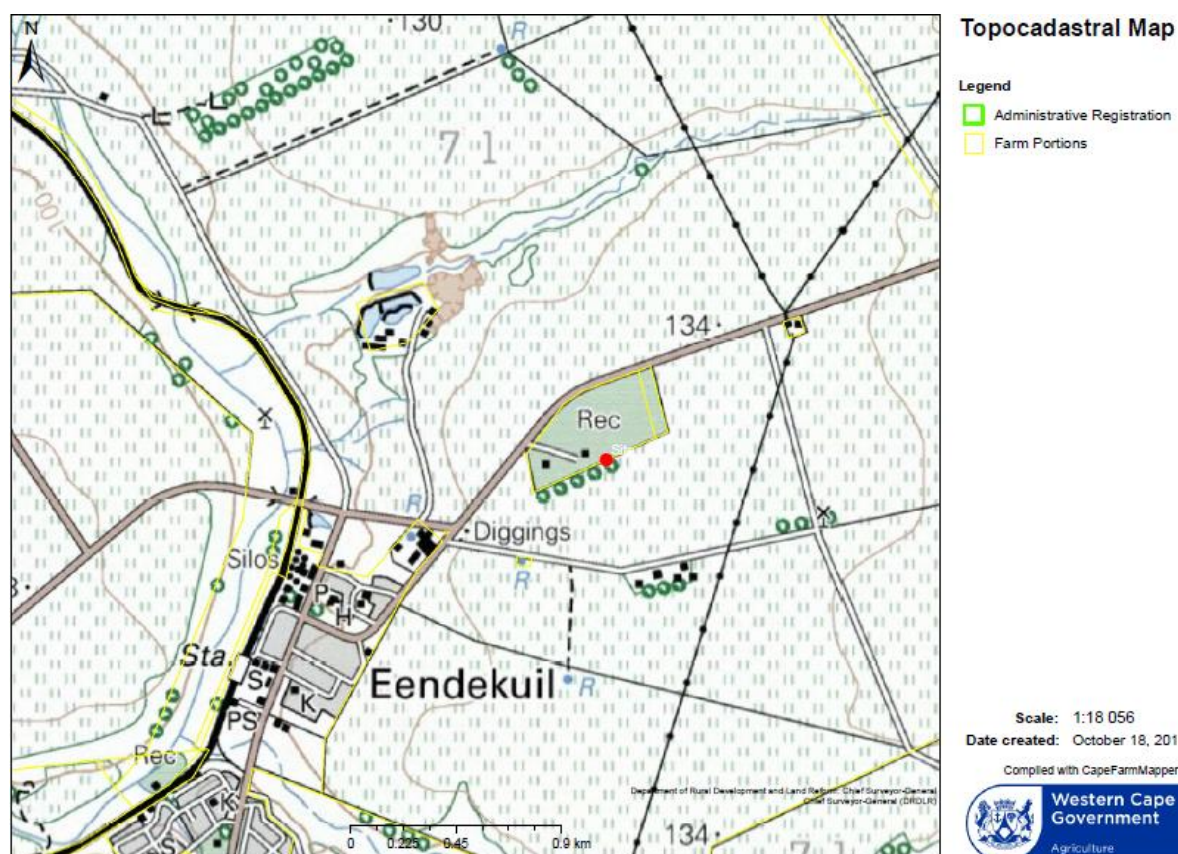 Topocadastral Map
Legend
Administrative Registration
Farm Portions
N
130
R
7 1
100
134
Rec
R
Diggings
Silos
R
P
H
Sta.
Eendekuil
R
S
K
PS
Rec
K
S
134
Department of Rural Development and Land Reform: Chief Surveyor-General
Chief Surveyor-General (DRDLR)
0 0.225 0.45 0.9 km
Scale: 1:18 056
Date created: October 18, 201
Compiled with CapeFarmMapper
Western Cape
Government
Agriculture